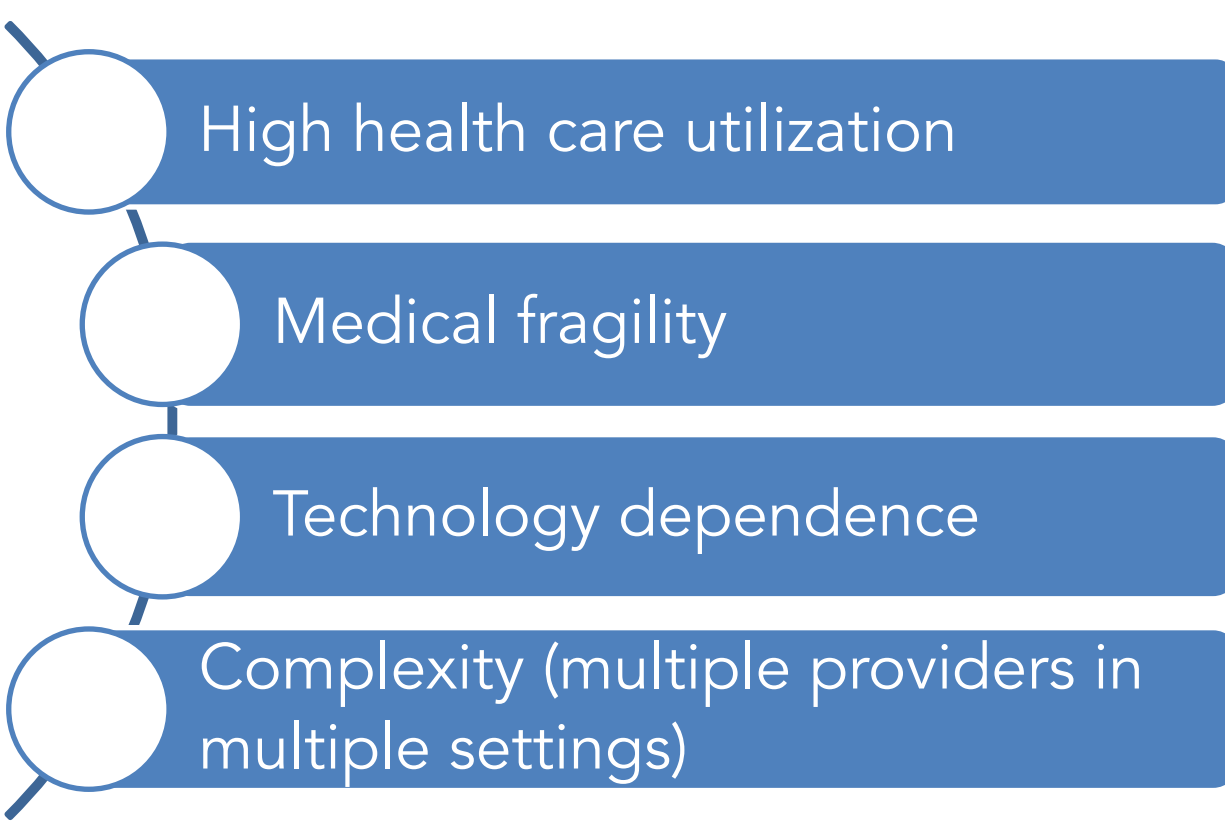 High health care utilization
Medical fragility
Technology dependence
Complexity (multiple providers in
multiple settings)